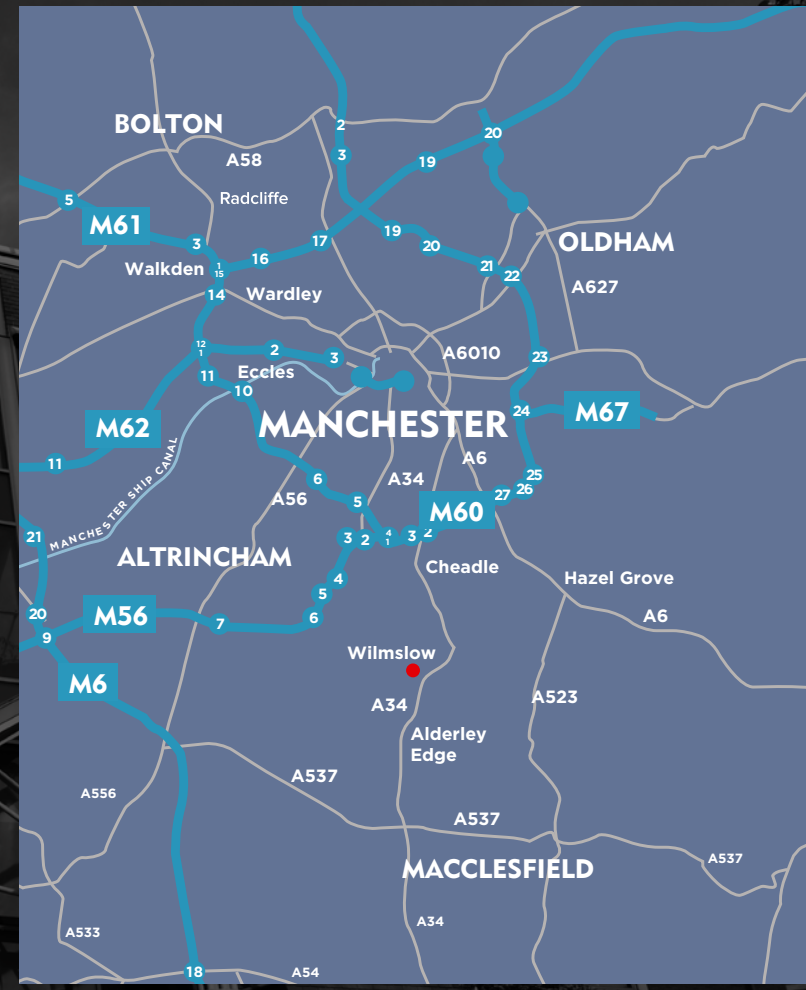 2
BOLTON
20
3
A58
19
Radcliffe
5
M61
3
19
17
20
OLDHAM
16
Walkden
1
15
21
22
A627
14
Wardley
12
1
2
3
A6010
23
Eccles
11
10
24
M67
MANCHESTER
M62
11
A6
25
6
A34
26
27
A56
5
M60
MANCHESTER SHIP CANAL
21
3
2
4
1
3
2
ALTRINCHAM
Cheadle
4
Hazel Grove
5
20
M56
6
A6
7
9
Wilmslow
M6
A523
A34
Alderley
Edge
A537
A556
A537
A537
MACCLESFIELD
A34
A533
18
A54